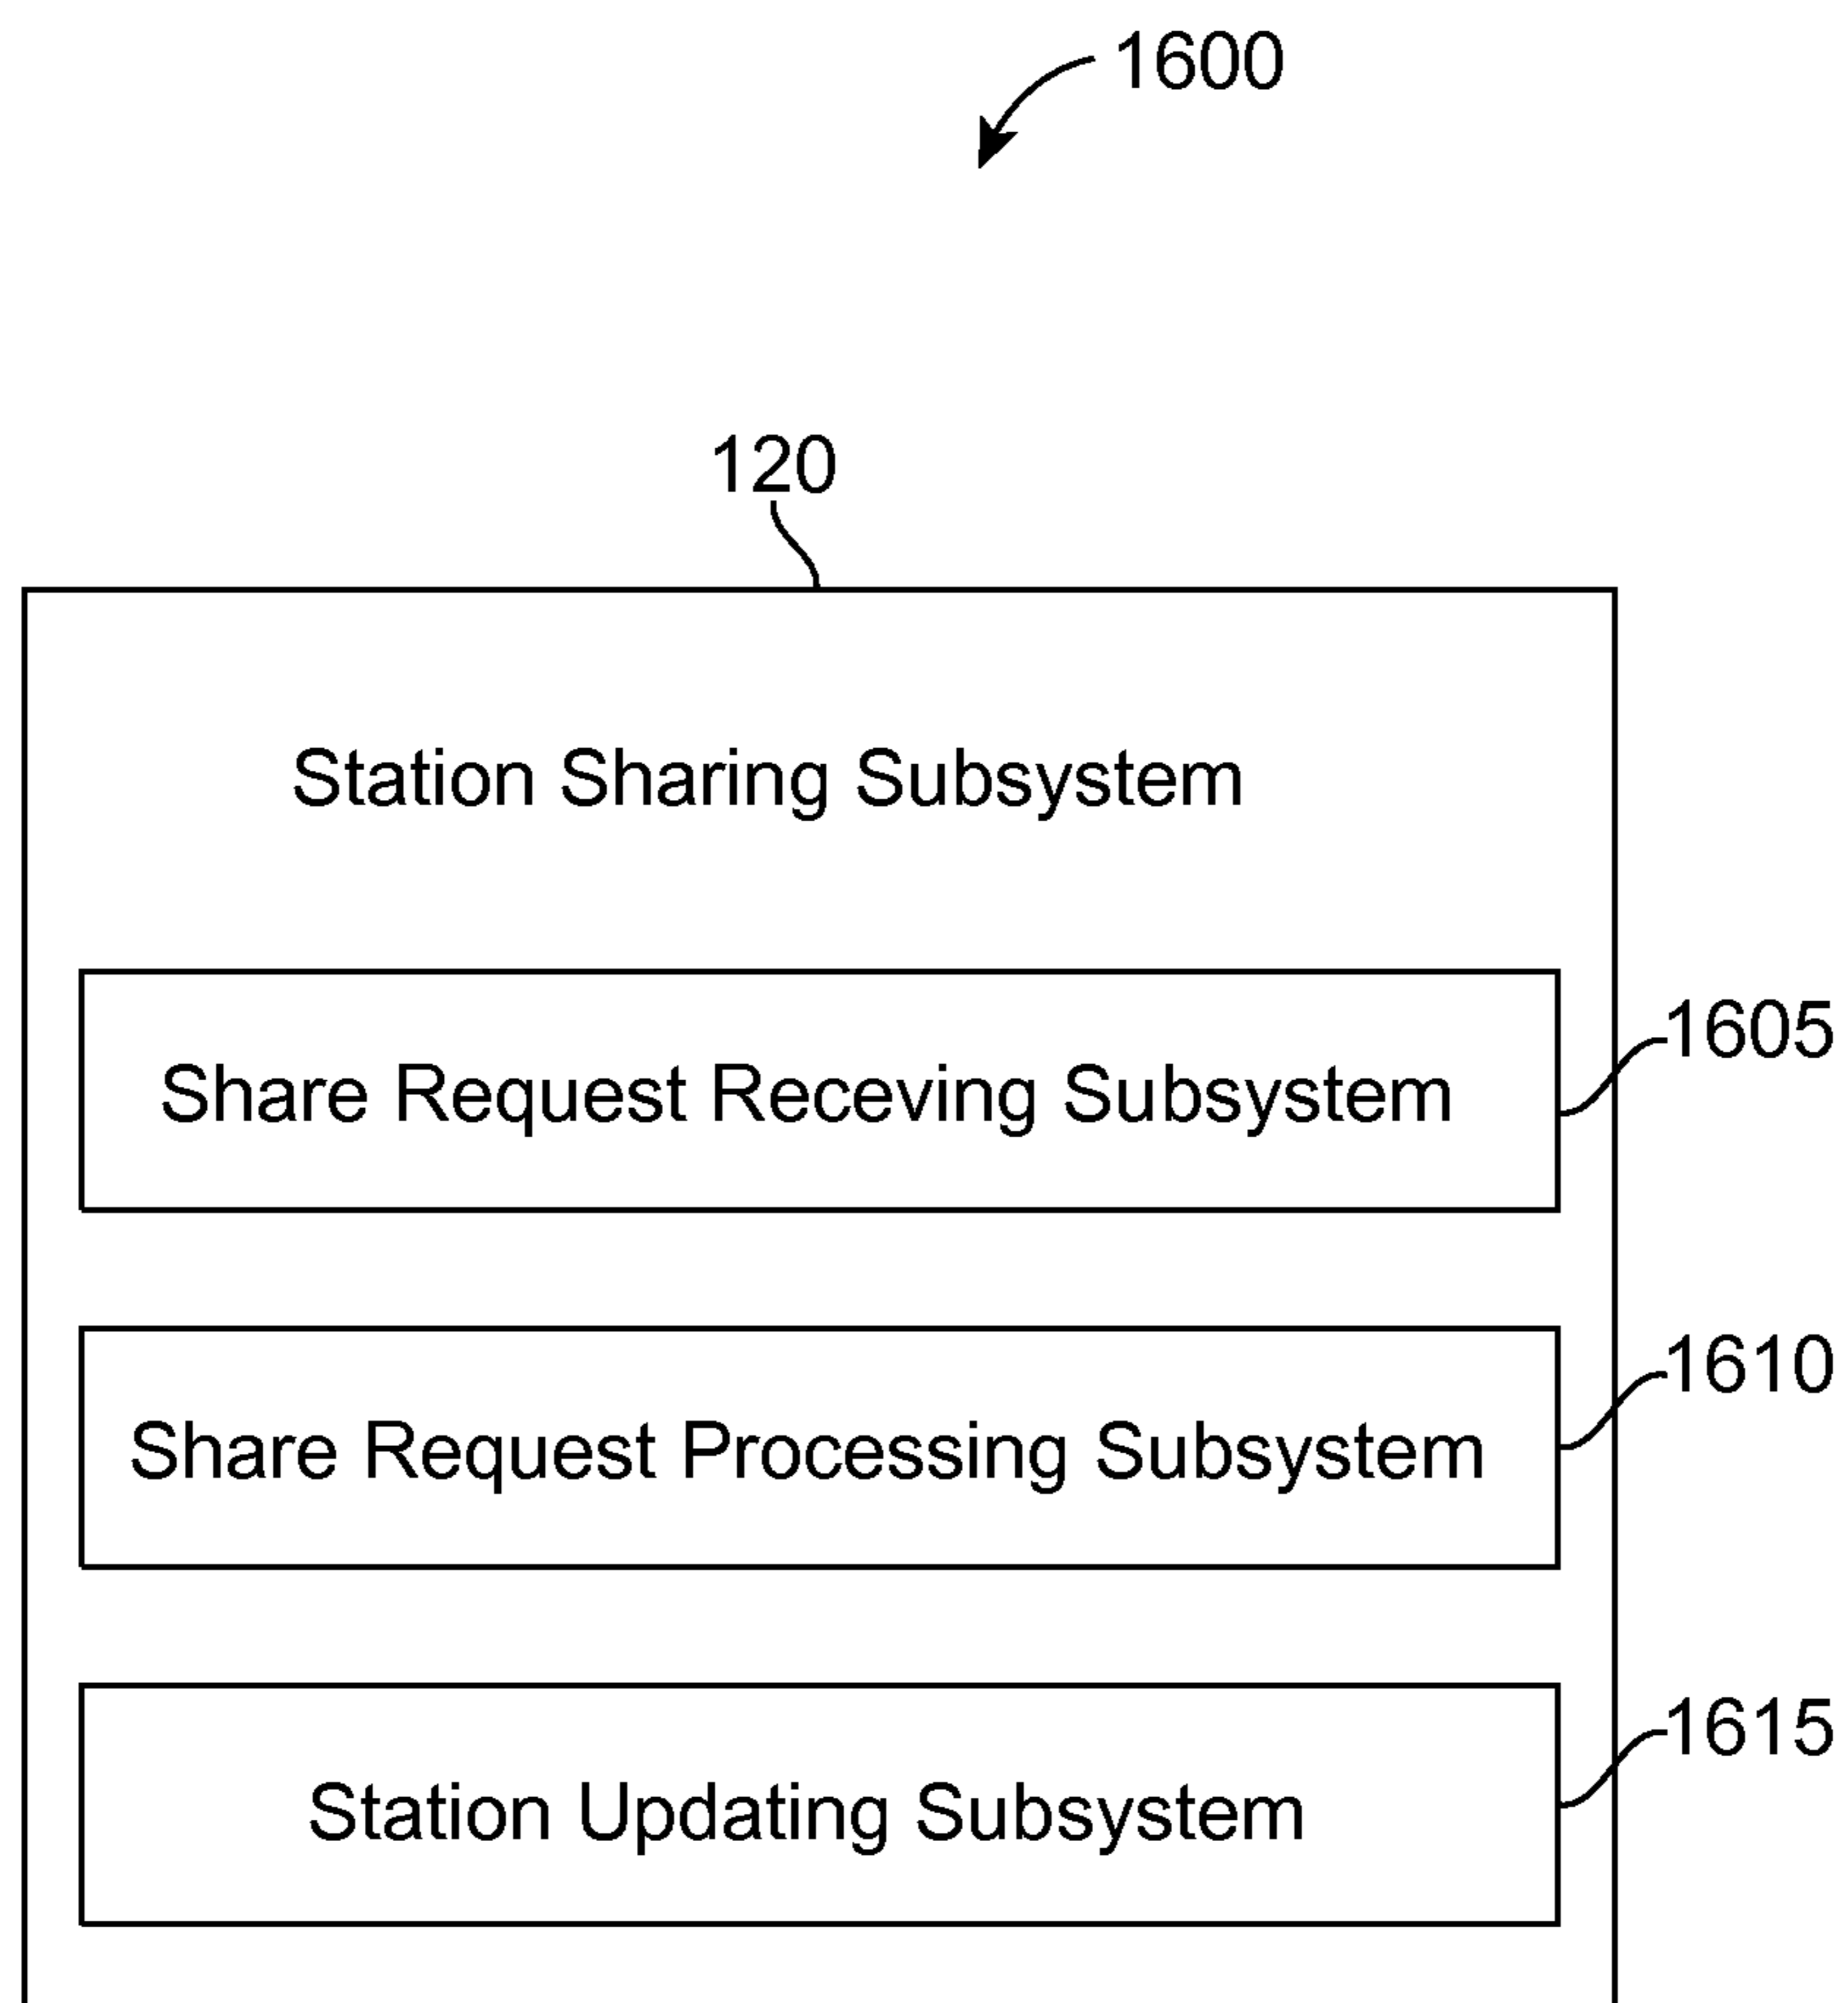 1600
120
Station Sharing Subsystem
1605
Share Request Receving Subsystem
1610
Share Request Processing Subsystem
1615
Station Updating Subsystem